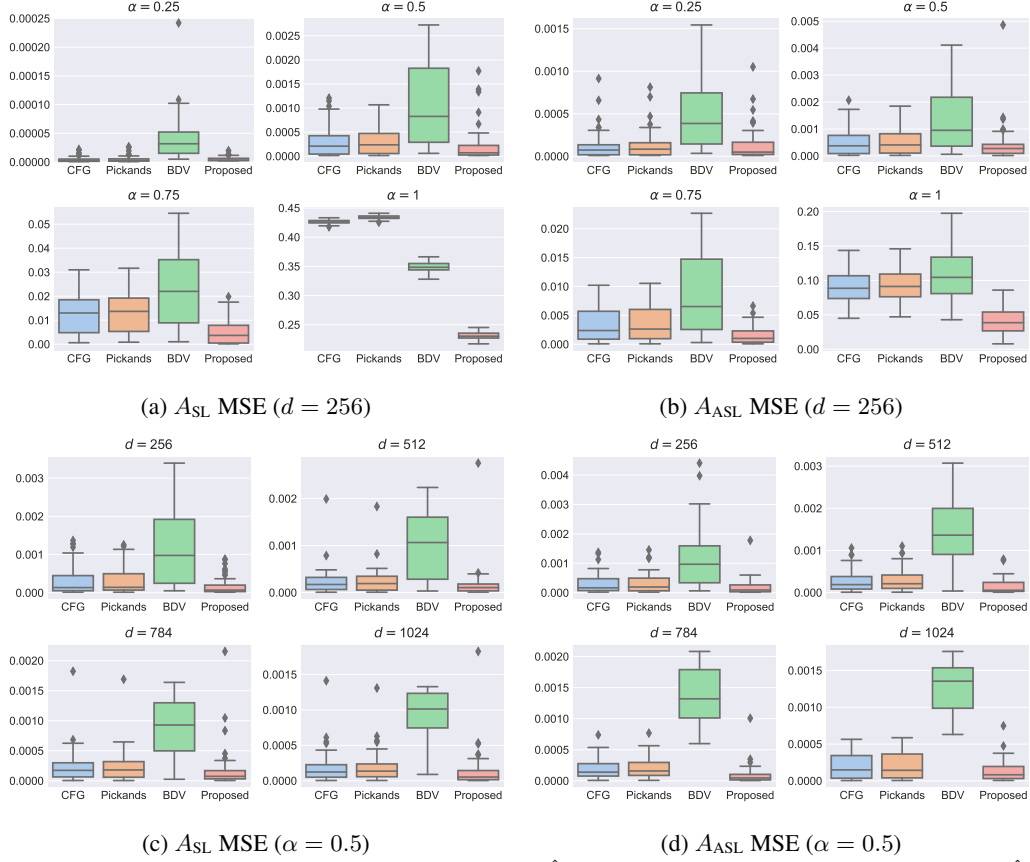 α = 0.25
α = 0.5
0.00025
0.00020
0.00015
0.00010
0.00005
0.00000
CFG Pickands BDV Proposed
0.0025
0.0020
0.0015
0.0010
0.0005
0.0000
CFG Pickands BDV Proposed
α = 0.75
α = 1
0.05
0.04
0.03
0.02
0.01
0.00
CFG Pickands BDV Proposed
0.45
0.40
0.35
0.30
0.25
CFG Pickands BDV Proposed
(a) A_SL MSE (d = 256)
α = 0.25
α = 0.5
0.0015
0.0010
0.0005
0.0000
CFG Pickands BDV Proposed
0.005
0.004
0.003
0.002
0.001
0.000
CFG Pickands BDV Proposed
α = 0.75
α = 1
0.020
0.015
0.010
0.005
0.000
CFG Pickands BDV Proposed
0.20
0.15
0.10
0.05
0.00
CFG Pickands BDV Proposed
(b) A_ASL MSE (d = 256)
d = 256
d = 512
0.003
0.002
0.001
0.000
CFG Pickands BDV Proposed
0.002
0.001
0.000
CFG Pickands BDV Proposed
d = 784
d = 1024
0.0020
0.0015
0.0010
0.0005
0.0000
CFG Pickands BDV Proposed
0.0015
0.0010
0.0005
0.0000
CFG Pickands BDV Proposed
(c) A_SL MSE (α = 0.5)
d = 256
d = 512
0.004
0.003
0.002
0.001
0.000
CFG Pickands BDV Proposed
0.003
0.002
0.001
0.000
CFG Pickands BDV Proposed
d = 784
d = 1024
0.0020
0.0015
0.0010
0.0005
0.0000
CFG Pickands BDV Proposed
0.0015
0.0010
0.0005
0.0000
CFG Pickands BDV Proposed
(d) A_ASL MSE (α = 0.5)